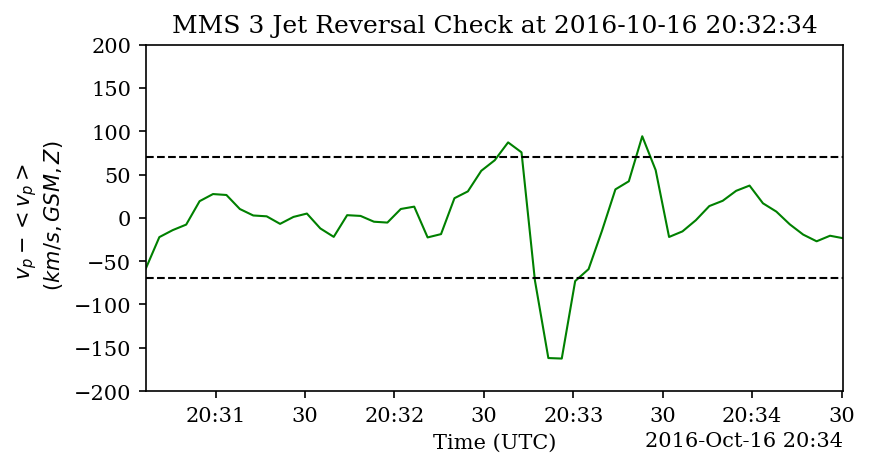 MMS 3 Jet Reversal Check at 2016-10-16 20:32:34
200
150
100
50
0
−50
−100
−150
−200
v_p − < v_p >
(km/s, GSM, Z)
20:31 30 20:32 30 20:33 30 20:34 30
Time (UTC)
2016-Oct-16 20:34